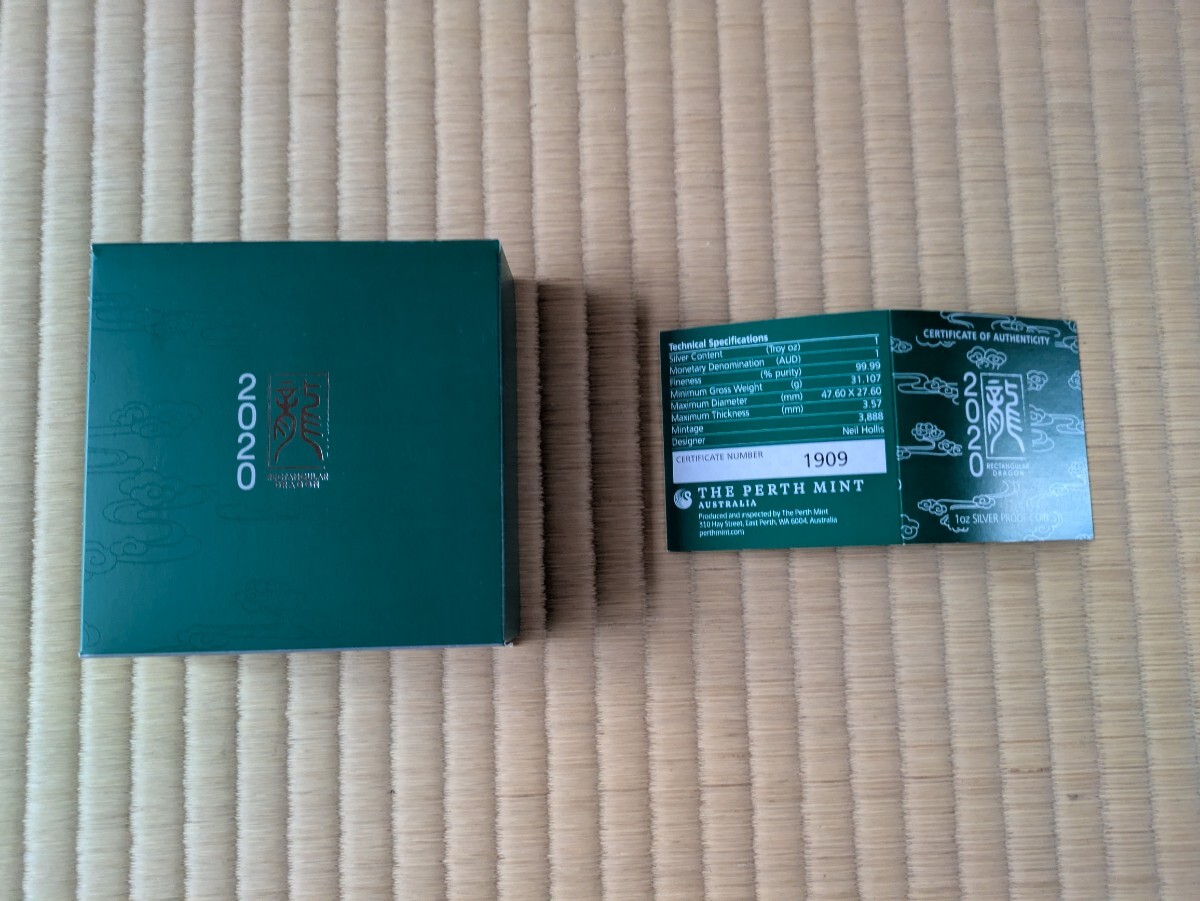 2020
RECTANGULAR
DRAGON
Technical Specifications
Silver Content (Troy oz) 1
Monetary Denomination (AUD) 1
Fineness (% purity) 99.99
Minimum Gross Weight (g) 31.107
Maximum Diameter (mm) 47.60 X 27.60
Maximum Thickness (mm) 3.57
Mintage 3,888
Designer Neil Hollis
CERTIFICATE NUMBER 1909
THE PERTH MINT
AUSTRALIA
Produced and inspected by The Perth Mint
310 Hay Street, East Perth, WA 6004, Australia
perthmint.com
CERTIFICATE OF AUTHENTICITY
2020
RECTANGULAR
DRAGON
1oz SILVER PROOF COIN